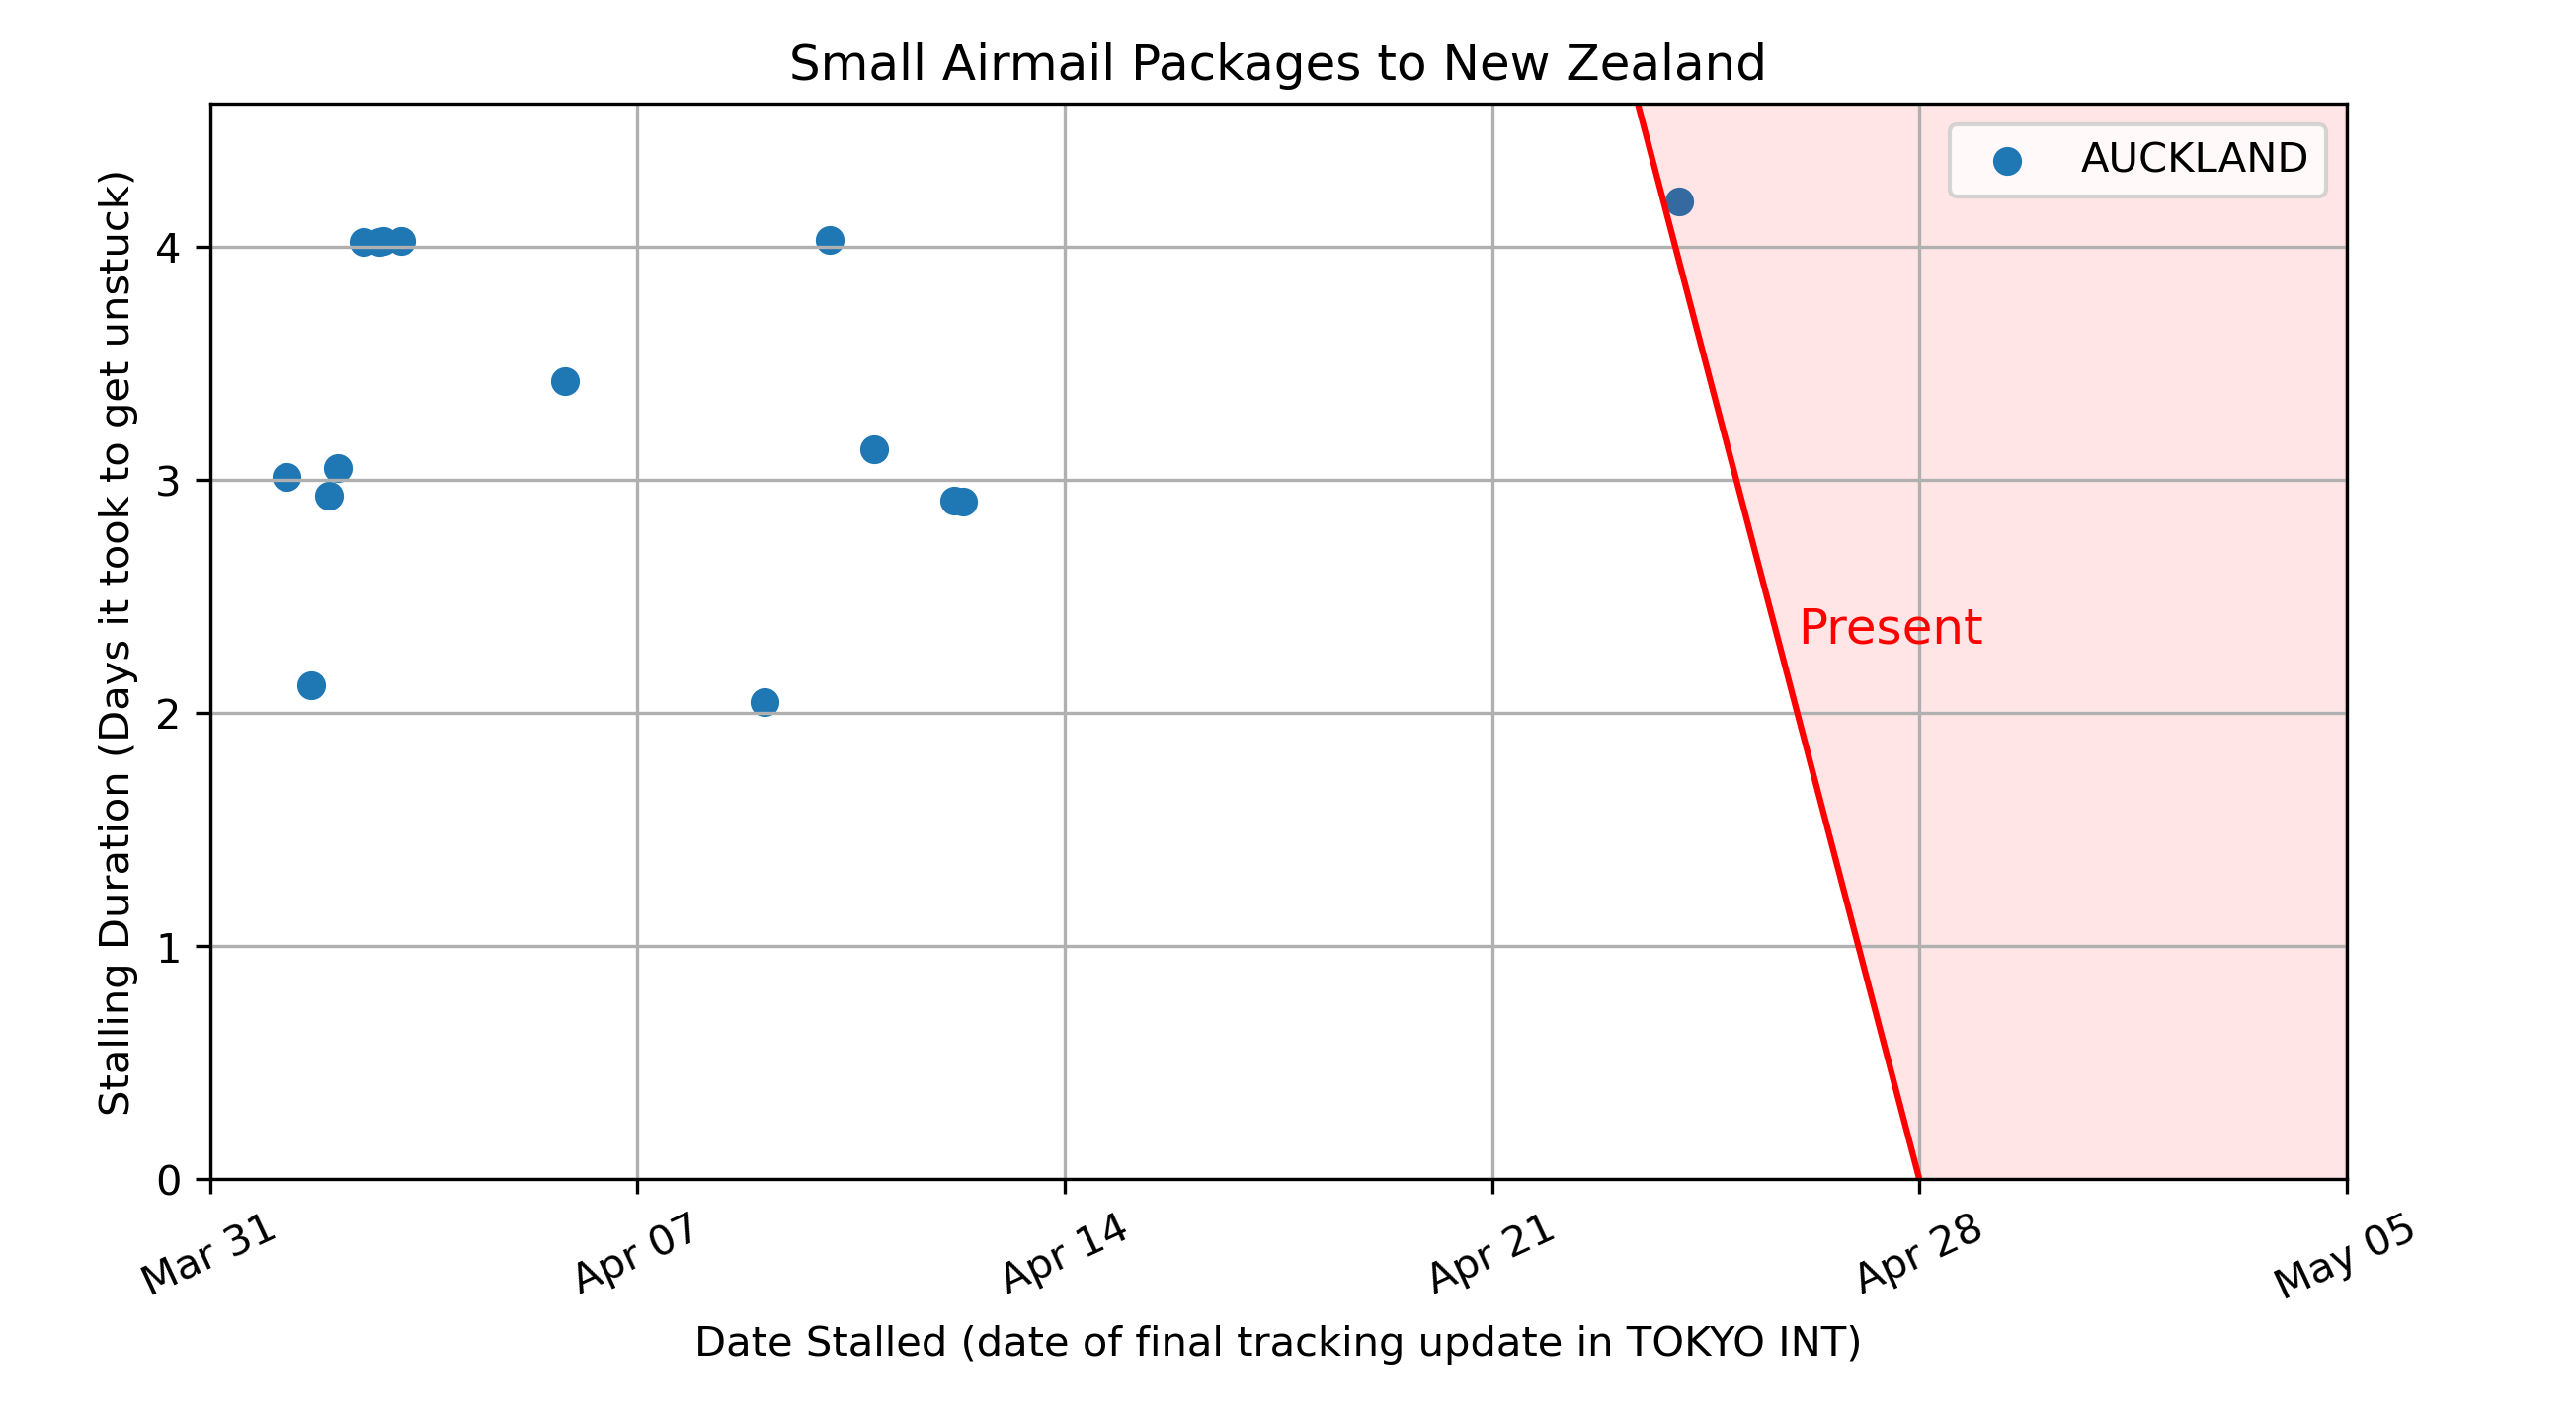 Small Airmail Packages to New Zealand
AUCKLAND
Present
Stalling Duration (Days it took to get unstuck)
4
3
2
1
0
Mar 31
Apr 07
Apr 14
Apr 21
Apr 28
May 05
Date Stalled (date of final tracking update in TOKYO INT)